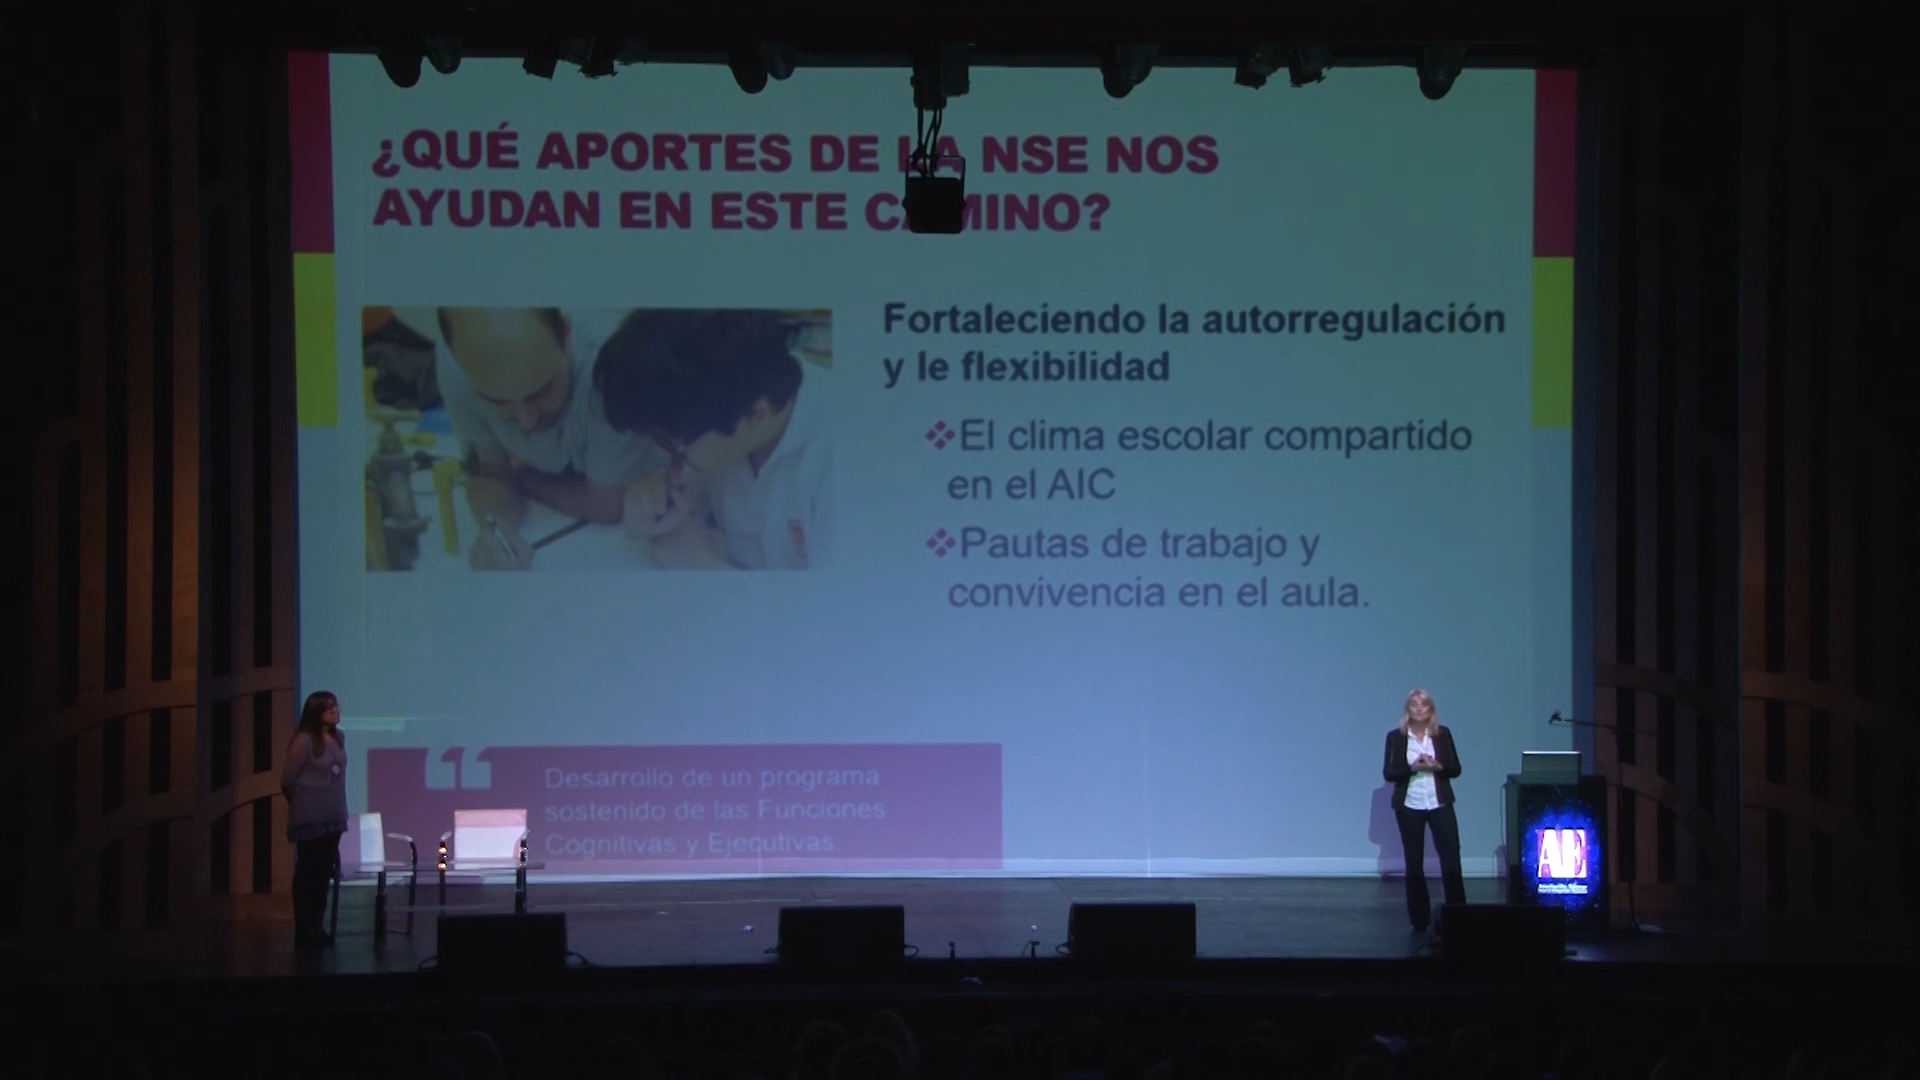 ¿QUÉ APORTES DE LA NSE NOS
AYUDAN EN ESTE CAMINO?
Fortaleciendo la autorregulación
y le flexibilidad
❖El clima escolar compartido
en el AIC
❖Pautas de trabajo y
convivencia en el aula.
Desarrollo de un programa
sostenido de las Funciones
Cognitivas y Ejecutivas.
AE